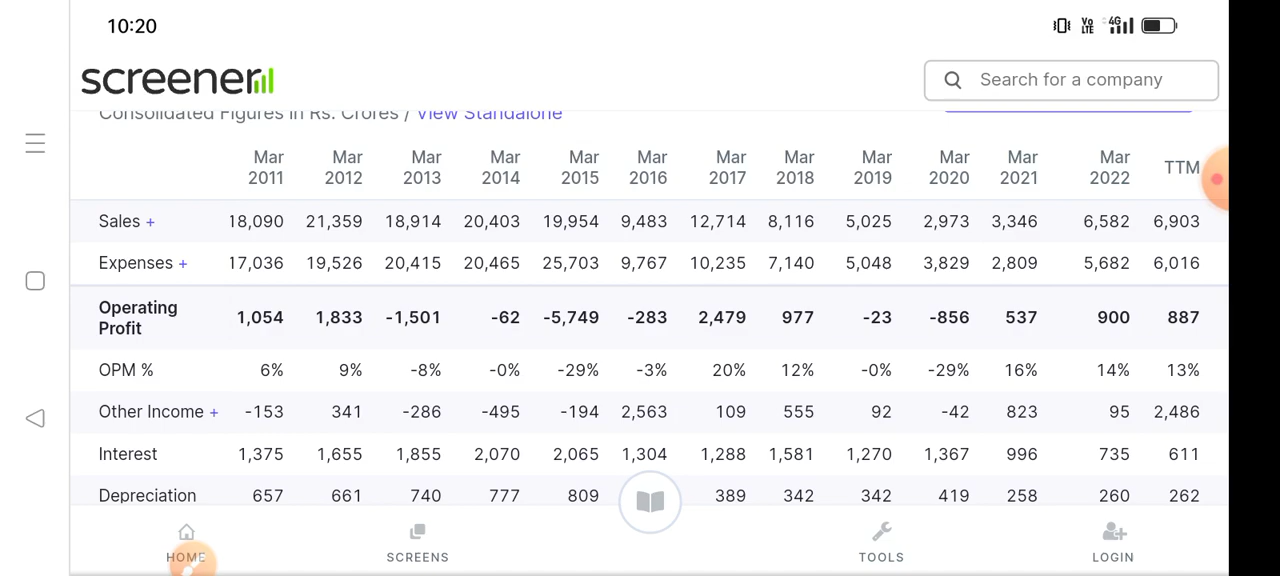 10:20
Vo LTE 4G
screener
Search for a company
Consolidated Figures in Rs. Crores / View Standalone
Mar 2011 Mar 2012 Mar 2013 Mar 2014 Mar 2015 Mar 2016 Mar 2017 Mar 2018 Mar 2019 Mar 2020 Mar 2021 Mar 2022 TTM
Sales + 18,090 21,359 18,914 20,403 19,954 9,483 12,714 8,116 5,025 2,973 3,346 6,582 6,903
Expenses + 17,036 19,526 20,415 20,465 25,703 9,767 10,235 7,140 5,048 3,829 2,809 5,682 6,016
Operating Profit 1,054 1,833 -1,501 -62 -5,749 -283 2,479 977 -23 -856 537 900 887
OPM % 6% 9% -8% -0% -29% -3% 20% 12% -0% -29% 16% 14% 13%
Other Income + -153 341 -286 -495 -194 2,563 109 555 92 -42 823 95 2,486
Interest 1,375 1,655 1,855 2,070 2,065 1,304 1,288 1,581 1,270 1,367 996 735 611
Depreciation 657 661 740 777 809 389 342 342 419 258 260 262
HOME SCREENS TOOLS LOGIN